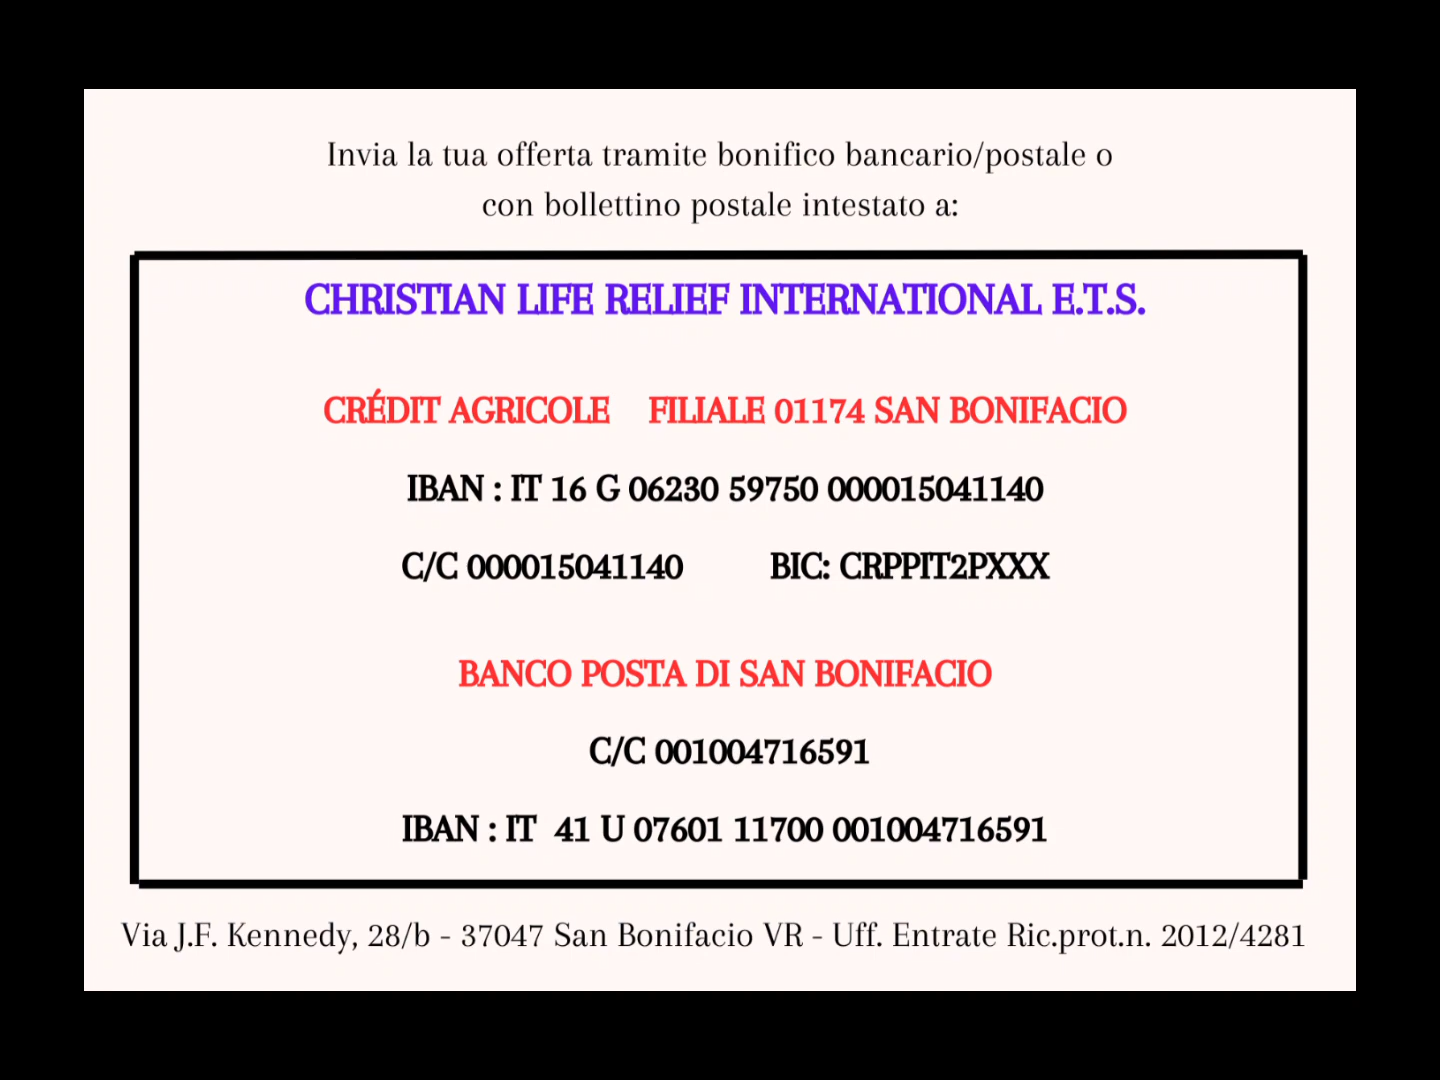 Invia la tua offerta tramite bonifico bancario/postale o
con bollettino postale intestato a:
CHRISTIAN LIFE RELIEF INTERNATIONAL E.T.S.
CRÉDIT AGRICOLE FILIALE 01174 SAN BONIFACIO
IBAN : IT 16 G 06230 59750 000015041140
C/C 000015041140 BIC: CRPPIT2PXXX
BANCO POSTA DI SAN BONIFACIO
C/C 001004716591
IBAN : IT 41 U 07601 11700 001004716591
Via J.F. Kennedy, 28/b - 37047 San Bonifacio VR - Uff. Entrate Ric.prot.n. 2012/4281